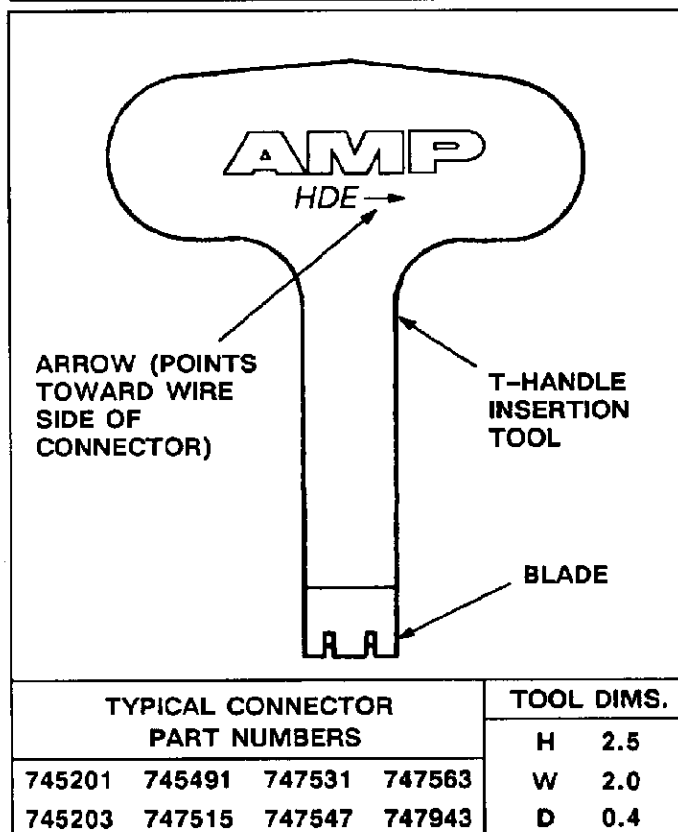 AMP
HDE →
ARROW (POINTS
TOWARD WIRE
SIDE OF
CONNECTOR)
T-HANDLE
INSERTION
TOOL
BLADE
TYPICAL CONNECTOR
PART NUMBERS
745201 745491 747531 747563
745203 747515 747547 747943
TOOL DIMS.
H 2.5
W 2.0
D 0.4